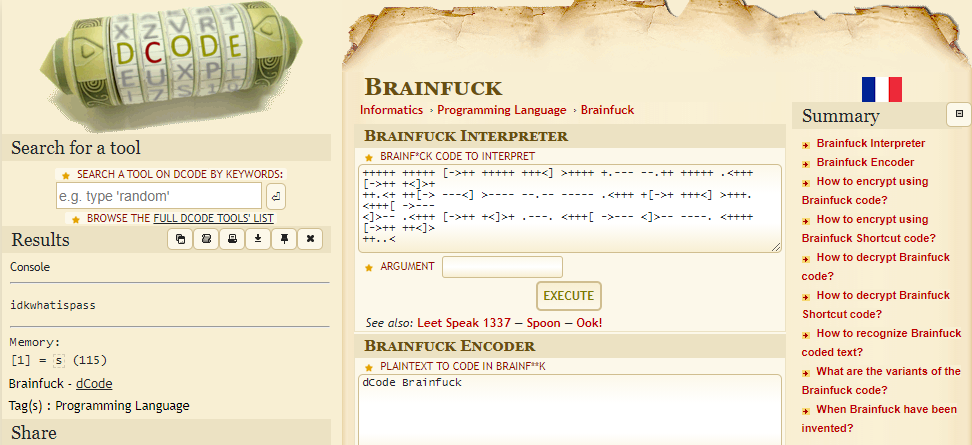 X Z V R T
D C O D E
E U X P L
Search for a tool
SEARCH A TOOL ON DCODE BY KEYWORDS:
e.g. type 'random'
BROWSE THE FULL DCODE TOOLS' LIST
Results
Console
idkwhatispass
Memory:
[1] = s (115)
Brainfuck - dCode
Tag(s) : Programming Language
Share
BRAINFUCK
Informatics › Programming Language › Brainfuck
BRAINFUCK INTERPRETER
BRAINF*CK CODE TO INTERPRET
+++++ +++++ [->++ +++++ +++<] >++++ +.--- --.++ +++++ .<+++
[->++ +<]>+
++.<+ ++[-> ---<] >---- --.-- ----- .<+++ +[->+ +++<] >+++.
<+++[ ->---
<]>-- .<+++ [->++ +<]>+ .---. <+++[ ->--- <]>-- ----. <++++
[->++ ++<]>
++..<
ARGUMENT
EXECUTE
See also: Leet Speak 1337 — Spoon — Ook!
BRAINFUCK ENCODER
PLAINTEXT TO CODE IN BRAINF**K
dCode Brainfuck
Summary
Brainfuck Interpreter
Brainfuck Encoder
How to encrypt using
Brainfuck code?
How to encrypt using
Brainfuck Shortcut code?
How to decrypt Brainfuck
code?
How to decrypt Brainfuck
Shortcut code?
How to recognize Brainfuck
coded text?
What are the variants of the
Brainfuck code?
When Brainfuck have been
invented?